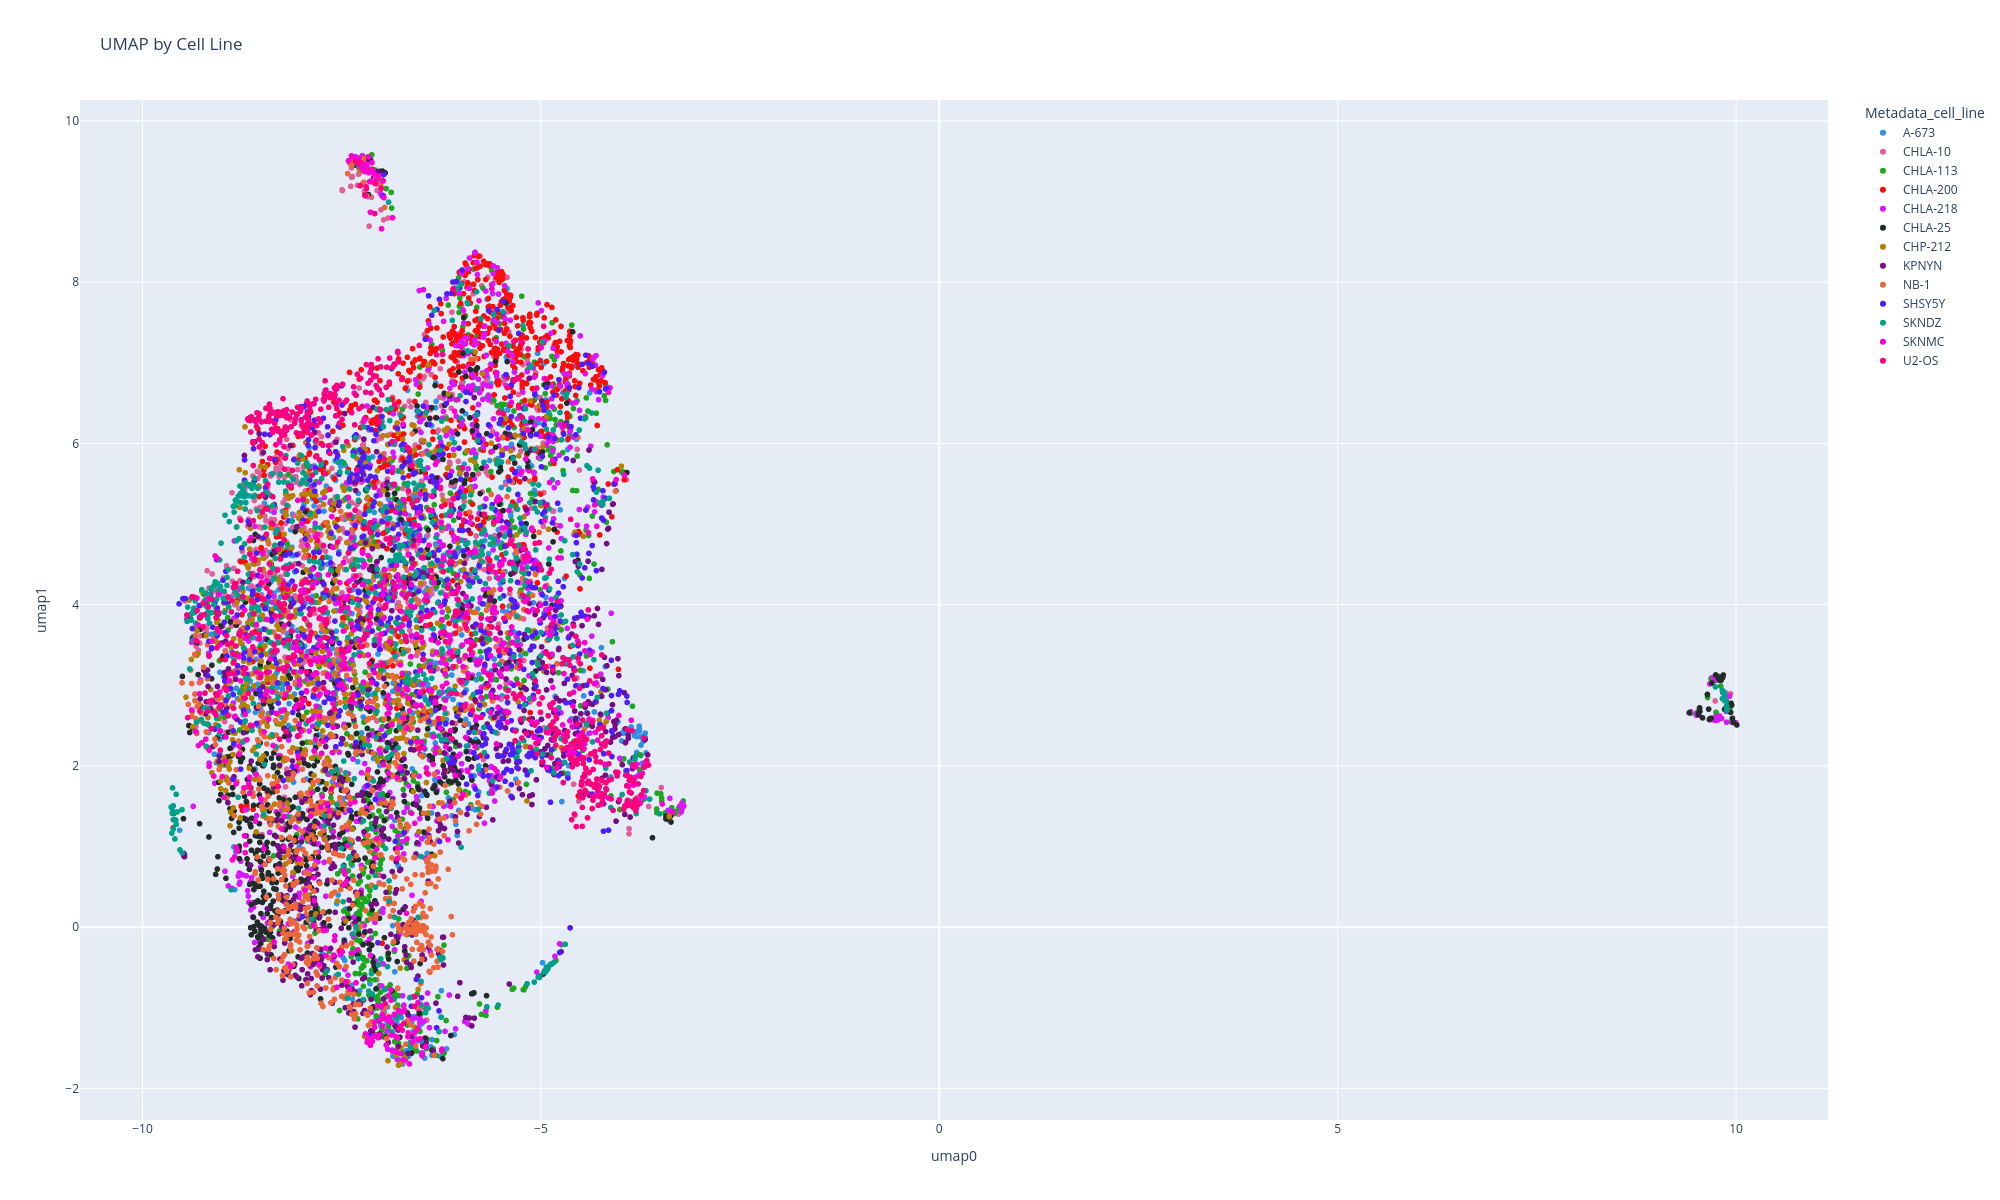 UMAP by Cell Line
10
8
6
4
2
0
−2
umap1
−10
−5
0
5
10
umap0
Metadata_cell_line
A-673
CHLA-10
CHLA-113
CHLA-200
CHLA-218
CHLA-25
CHP-212
KPNYN
NB-1
SHSY5Y
SKNDZ
SKNMC
U2-OS